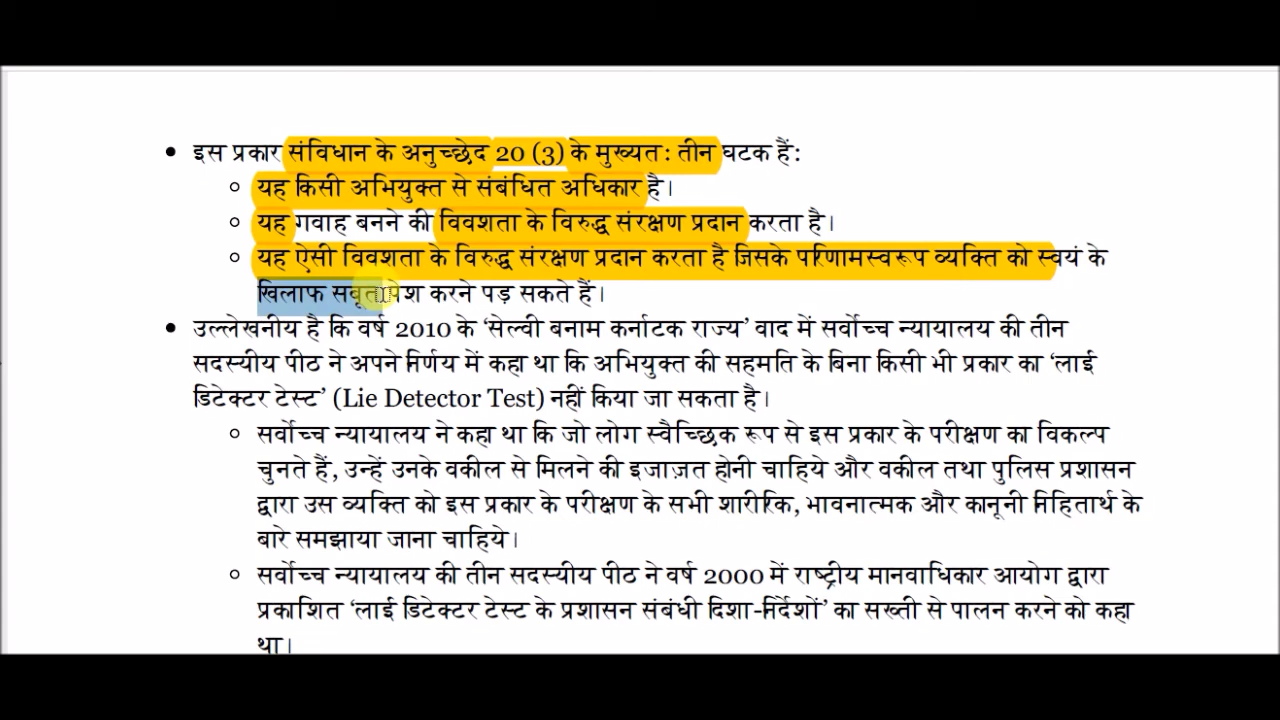 • इस प्रकार संविधान के अनुच्छेद 20 (3) के मुख्यत: तीन घटक हैं:
○ यह किसी अभियुक्त से संबंधित अधिकार है।
○ यह गवाह बनने की विवशता के विरुद्ध संरक्षण प्रदान करता है।
○ यह ऐसी विवशता के विरुद्ध संरक्षण प्रदान करता है जिसके परिणामस्वरूप व्यक्ति को स्वयं के
खिलाफ सबूत पेश करने पड़ सकते हैं।
• उल्लेखनीय है कि वर्ष 2010 के ‘सेल्वी बनाम कर्नाटक राज्य’ वाद में सर्वोच्च न्यायालय की तीन
सदस्यीय पीठ ने अपने निर्णय में कहा था कि अभियुक्त की सहमति के बिना किसी भी प्रकार का ‘लाई
डिटेक्टर टेस्ट’ (Lie Detector Test) नहीं किया जा सकता है।
○ सर्वोच्च न्यायालय ने कहा था कि जो लोग स्वैच्छिक रूप से इस प्रकार के परीक्षण का विकल्प
चुनते हैं, उन्हें उनके वकील से मिलने की इजाज़त होनी चाहिये और वकील तथा पुलिस प्रशासन
द्वारा उस व्यक्ति को इस प्रकार के परीक्षण के सभी शारीरिक, भावनात्मक और कानूनी निहितार्थ के
बारे समझाया जाना चाहिये।
○ सर्वोच्च न्यायालय की तीन सदस्यीय पीठ ने वर्ष 2000 में राष्ट्रीय मानवाधिकार आयोग द्वारा
प्रकाशित ‘लाई डिटेक्टर टेस्ट के प्रशासन संबंधी दिशा-निर्देशों’ का सख्ती से पालन करने को कहा
था।